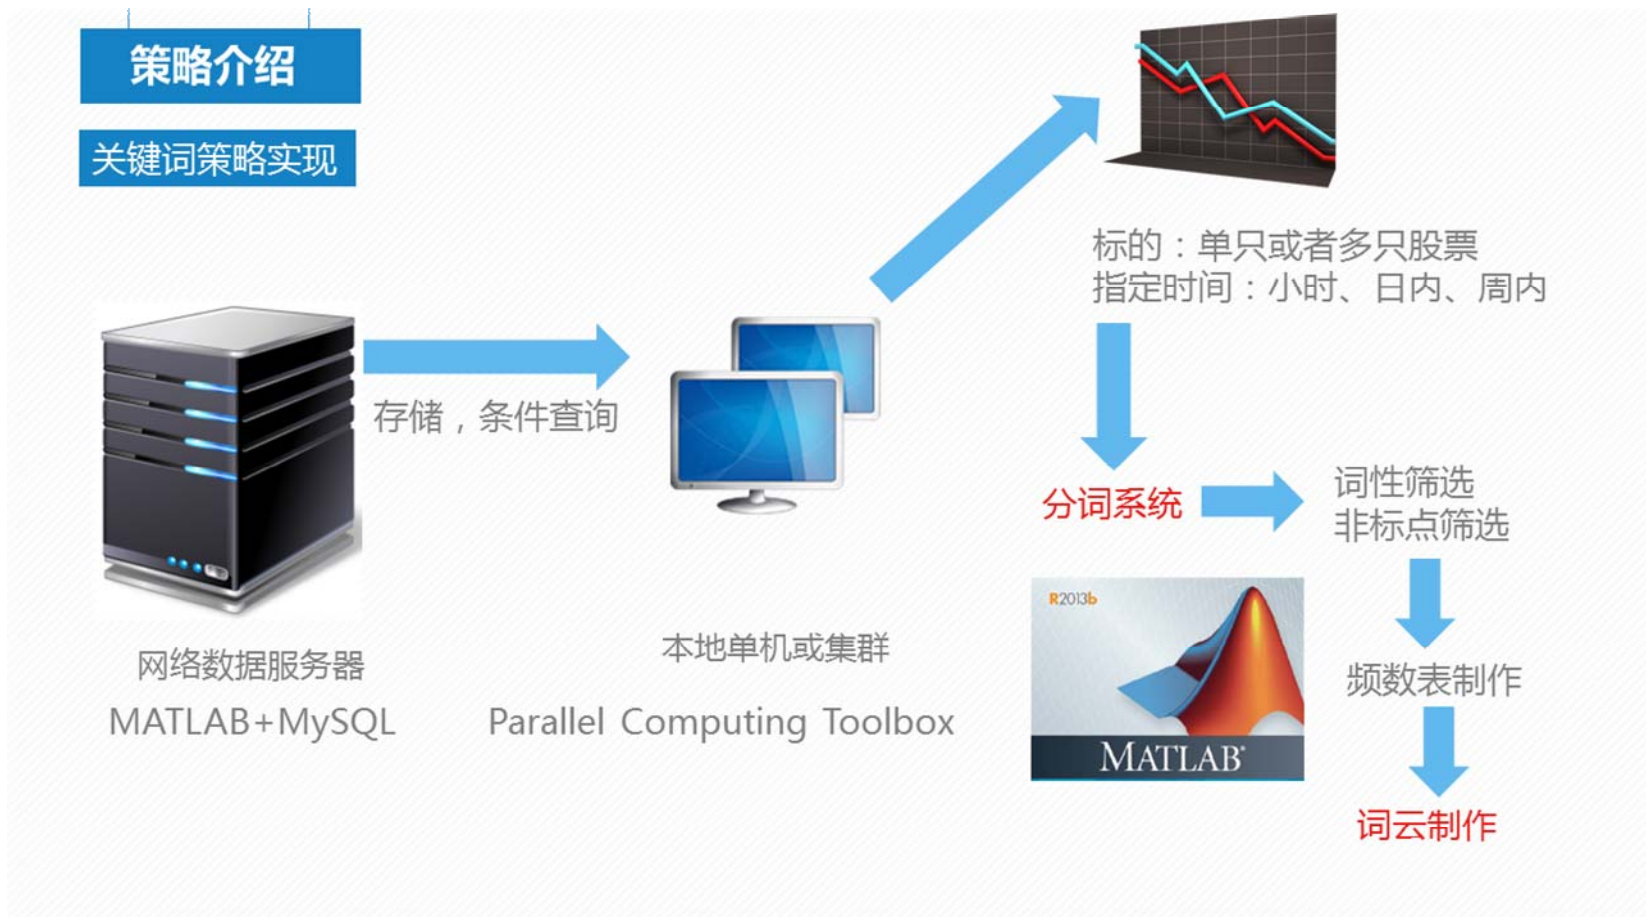 策略介绍
关键词策略实现
标的：单只或者多只股票
指定时间：小时、日内、周内
存储，条件查询
分词系统
词性筛选
非标点筛选
R2013b
MATLAB®
网络数据服务器
MATLAB+MySQL
本地单机或集群
Parallel Computing Toolbox
频数表制作
词云制作